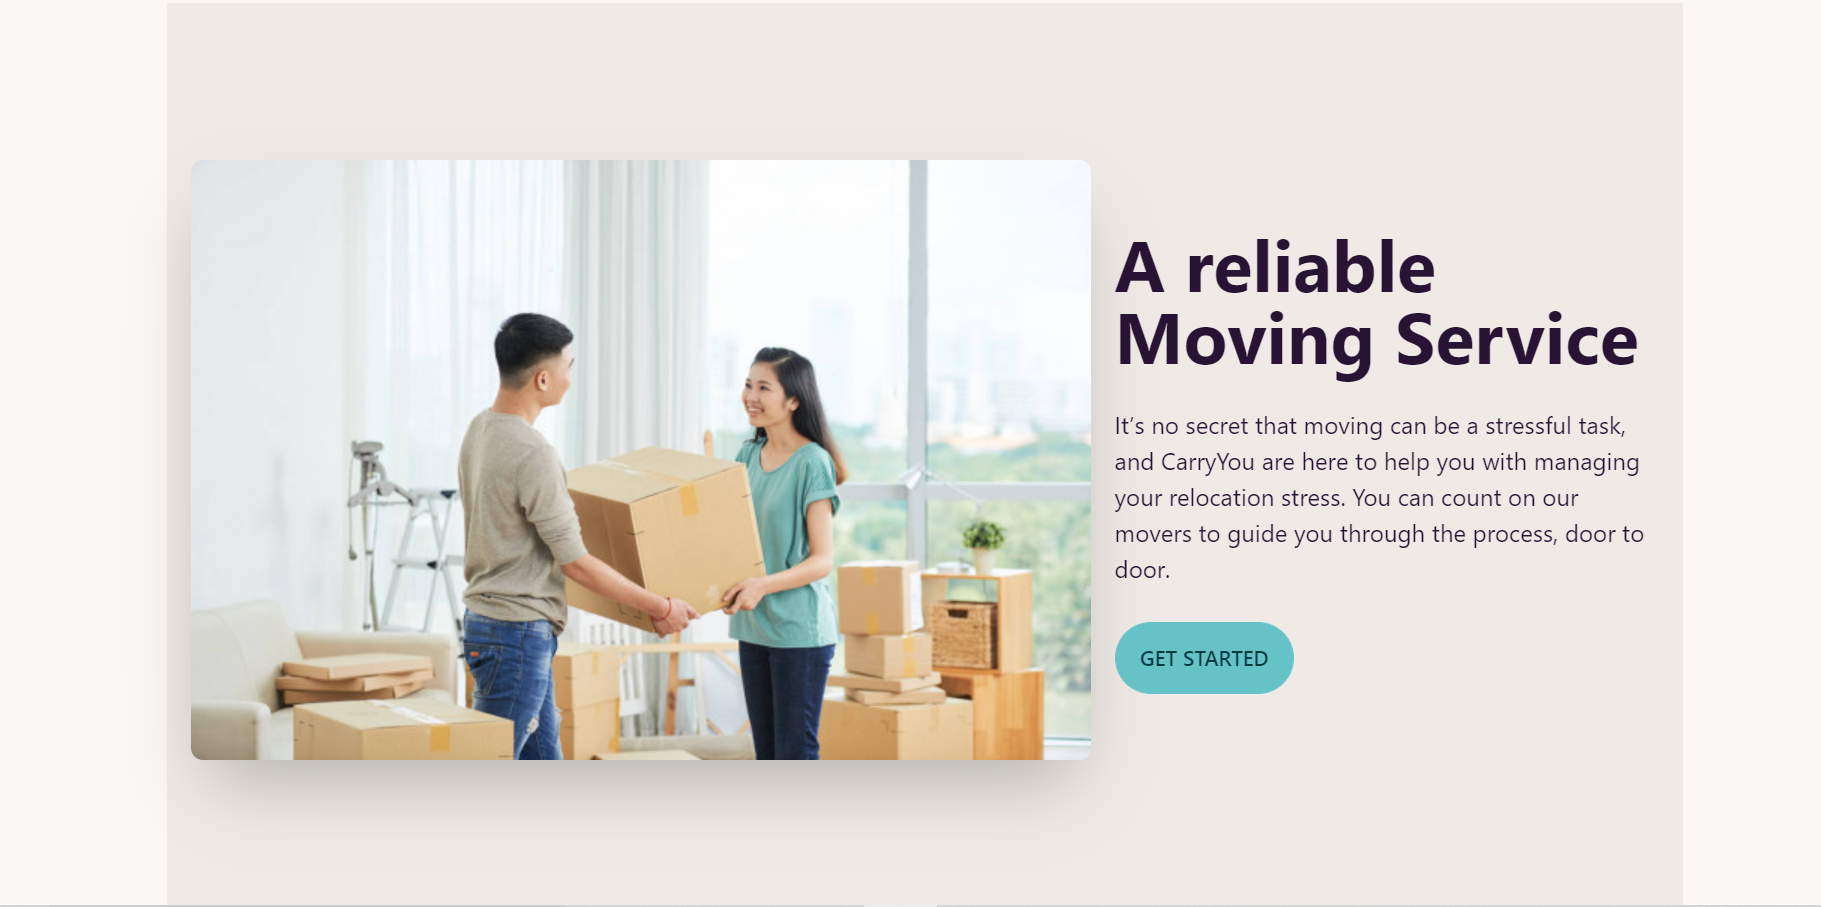 A reliable
Moving Service
It’s no secret that moving can be a stressful task,
and CarryYou are here to help you with managing
your relocation stress. You can count on our
movers to guide you through the process, door to
door.
GET STARTED